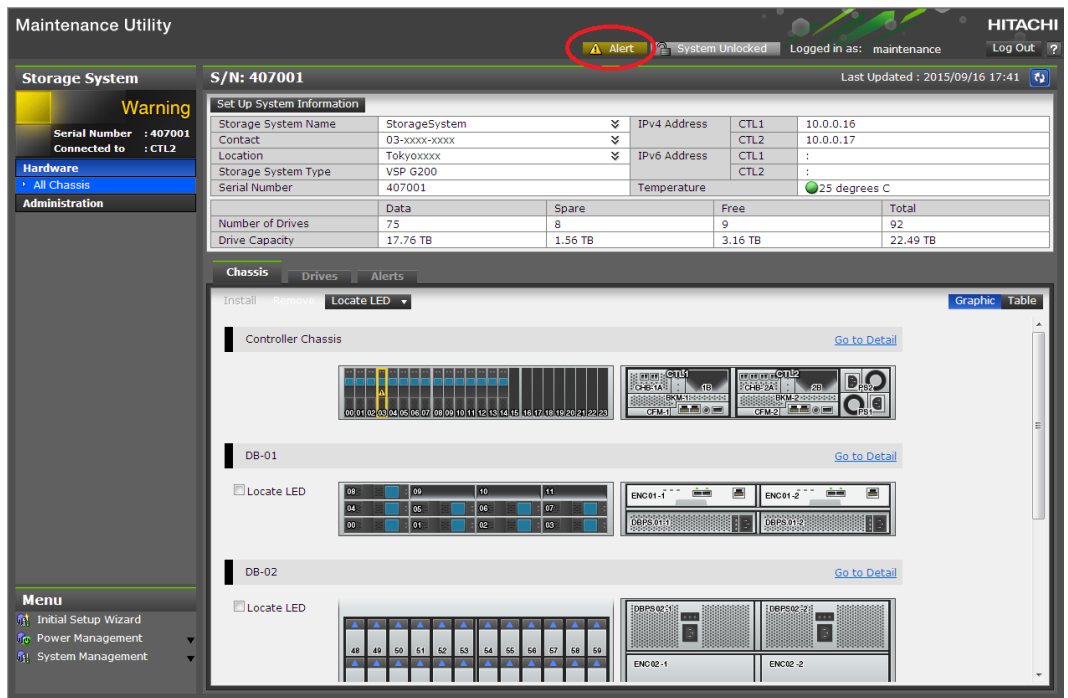 Maintenance Utility
HITACHI
Alert System Unlocked Logged in as: maintenance Log Out ?
Storage System
Warning
Serial Number : 407001
Connected to : CTL2
Hardware
All Chassis
Administration
S/N: 407001 Last Updated : 2015/09/16 17:41
Set Up System Information
Storage System Name StorageSystem IPv4 Address CTL1 10.0.0.16
Contact 03-xxxx-xxxx CTL2 10.0.0.17
Location Tokyoxxxx IPv6 Address CTL1 :
Storage System Type VSP G200 CTL2 :
Serial Number 407001 Temperature 25 degrees C
Data Spare Free Total
Number of Drives 75 8 9 92
Drive Capacity 17.76 TB 1.56 TB 3.16 TB 22.49 TB
Chassis Drives Alerts
Install Remove Locate LED Graphic Table
Controller Chassis Go to Detail
CTL1 CTL2
CHB-1A 1B CHB-2A 2B PS2
BKM-1 BKM-2
CFM-1 CFM-2 PS1
00 01 02 03 04 05 06 07 08 09 10 11 12 13 14 15 16 17 18 19 20 21 22 23
DB-01 Go to Detail
Locate LED
08 09 10 11 ENC01-1 ENC01-2
04 05 06 07
00 01 02 03 DBPS01-1 DBPS01-2
DB-02 Go to Detail
Locate LED
DBPS02-1 DBPS02-2
48 49 50 51 52 53 54 55 56 57 58 59
ENC02-1 ENC02-2
Menu
Initial Setup Wizard
Power Management
System Management